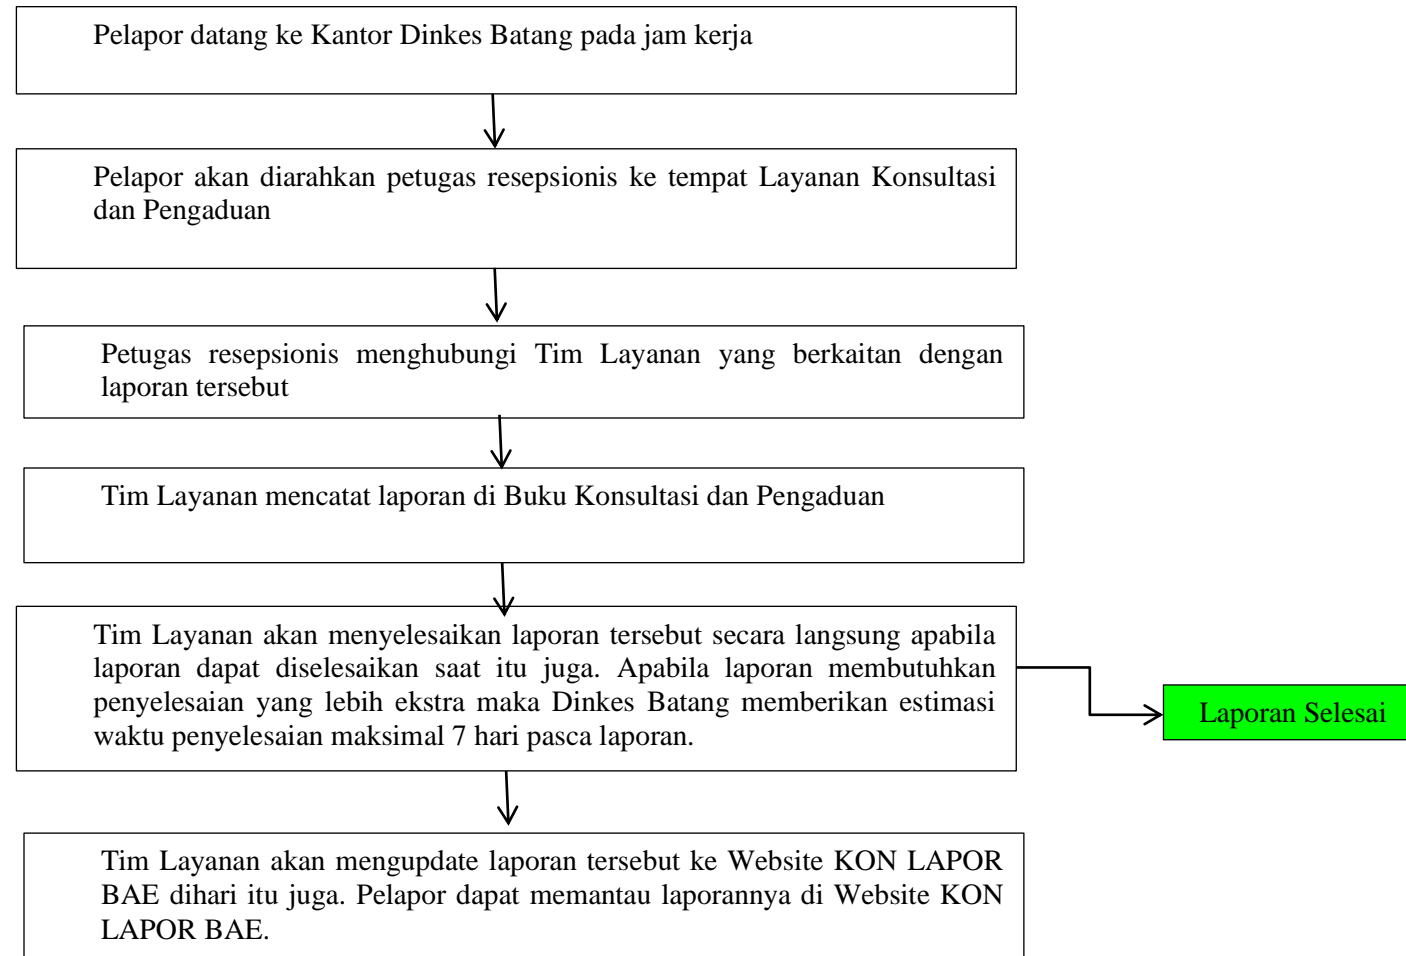 Pelapor datang ke Kantor Dinkes Batang pada jam kerja
Pelapor akan diarahkan petugas resepsionis ke tempat Layanan Konsultasi
dan Pengaduan
Petugas resepsionis menghubungi Tim Layanan yang berkaitan dengan
laporan tersebut
Tim Layanan mencatat laporan di Buku Konsultasi dan Pengaduan
Tim Layanan akan menyelesaikan laporan tersebut secara langsung apabila
laporan dapat diselesaikan saat itu juga. Apabila laporan membutuhkan
penyelesaian yang lebih ekstra maka Dinkes Batang memberikan estimasi
waktu penyelesaian maksimal 7 hari pasca laporan.
Laporan Selesai
Tim Layanan akan mengupdate laporan tersebut ke Website KON LAPOR
BAE dihari itu juga. Pelapor dapat memantau laporannya di Website KON
LAPOR BAE.